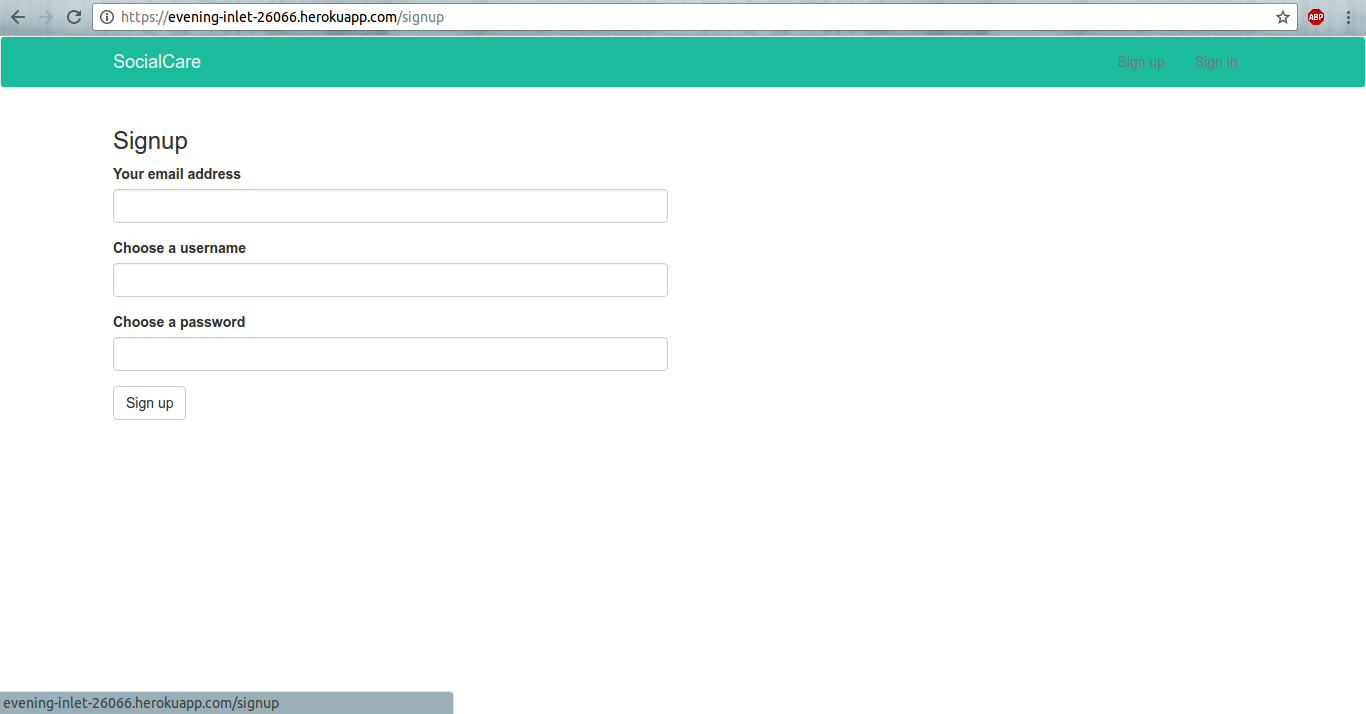 https://evening-inlet-26066.herokuapp.com/signup
ABP
SocialCare Sign up Sign in
Signup
Your email address
Choose a username
Choose a password
Sign up
evening-inlet-26066.herokuapp.com/signup